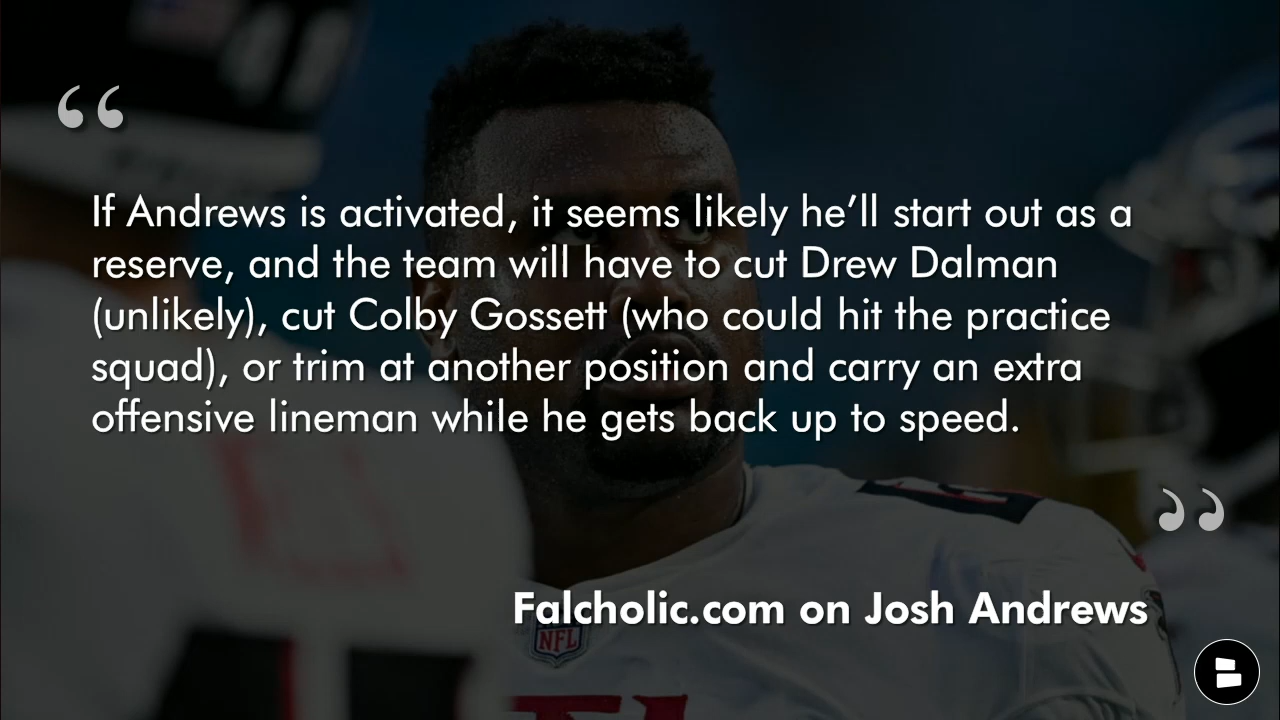 “
If Andrews is activated, it seems likely he’ll start out as a
reserve, and the team will have to cut Drew Dalman
(unlikely), cut Colby Gossett (who could hit the practice
squad), or trim at another position and carry an extra
offensive lineman while he gets back up to speed.
”
Falcholic.com on Josh Andrews
NFL